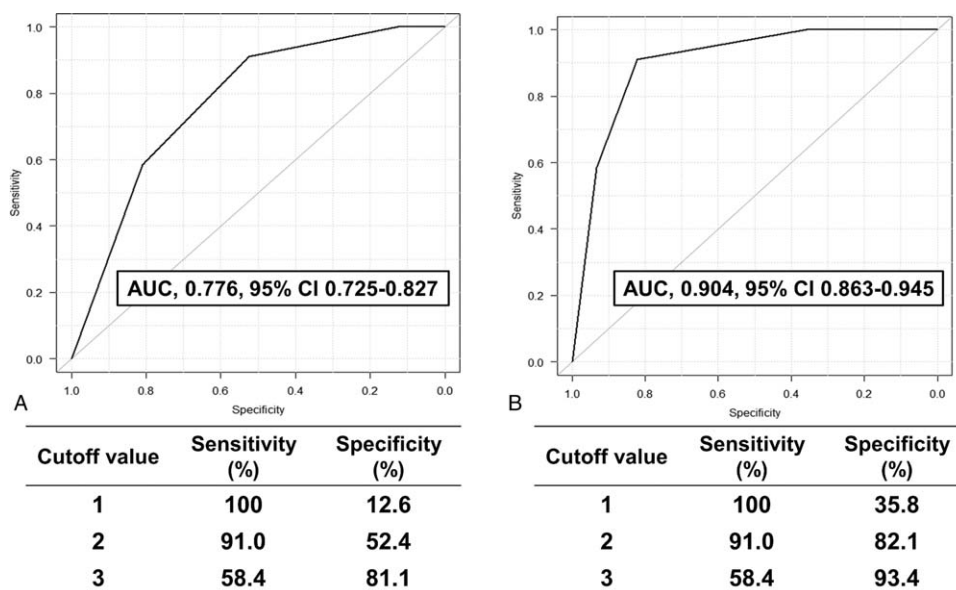 1.0
0.8
0.6
0.4
0.2
0.0
Sensitivity
AUC, 0.776, 95% CI 0.725-0.827
1.0 0.8 0.6 0.4 0.2 0.0
Specificity
A
Cutoff value Sensitivity (%) Specificity (%)
1 100 12.6
2 91.0 52.4
3 58.4 81.1
1.0
0.8
0.6
0.4
0.2
0.0
Sensitivity
AUC, 0.904, 95% CI 0.863-0.945
1.0 0.8 0.6 0.4 0.2 0.0
Specificity
B
Cutoff value Sensitivity (%) Specificity (%)
1 100 35.8
2 91.0 82.1
3 58.4 93.4